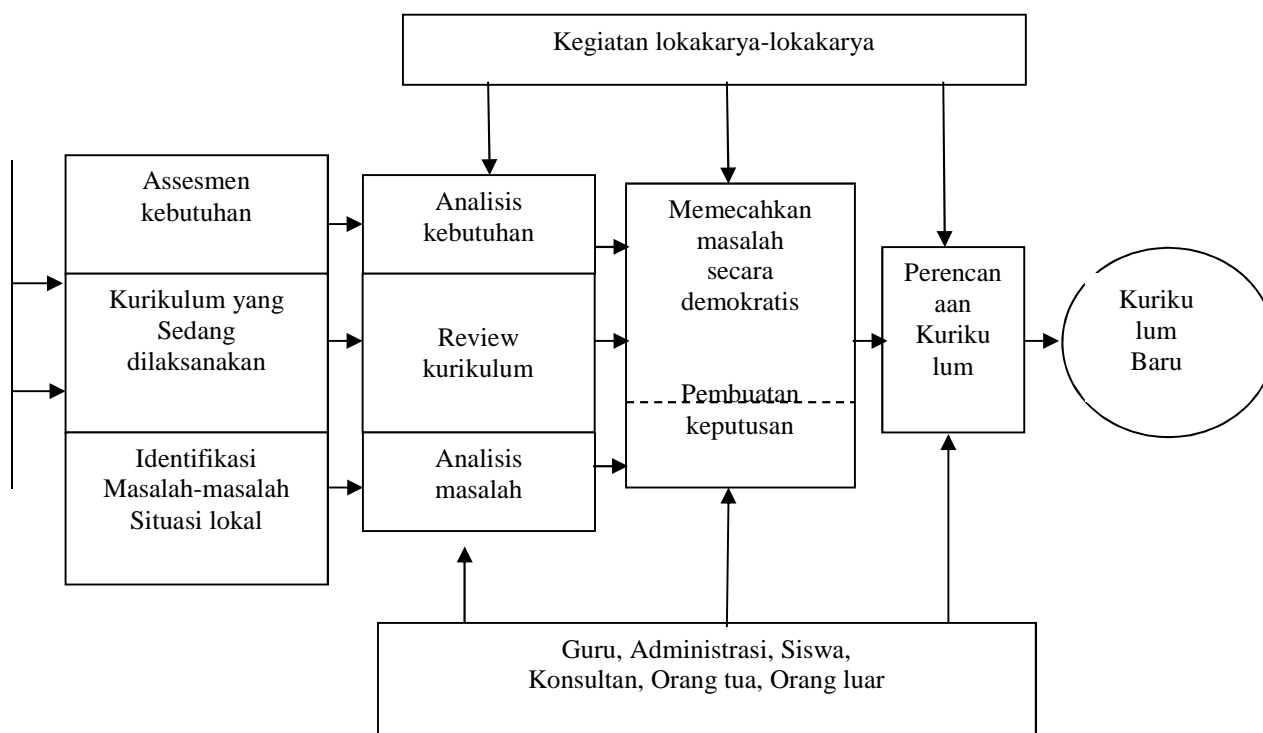 Kegiatan lokakarya-lokakarya
Assesmen
kebutuhan
Kurikulum yang
Sedang
dilaksanakan
Identifikasi
Masalah-masalah
Situasi lokal
Analisis
kebutuhan
Review
kurikulum
Analisis
masalah
Memecahkan
masalah
secara
demokratis
Pembuatan
keputusan
Perencan
aan
Kuriku
lum
Kuriku
lum
Baru
Guru, Administrasi, Siswa,
Konsultan, Orang tua, Orang luar